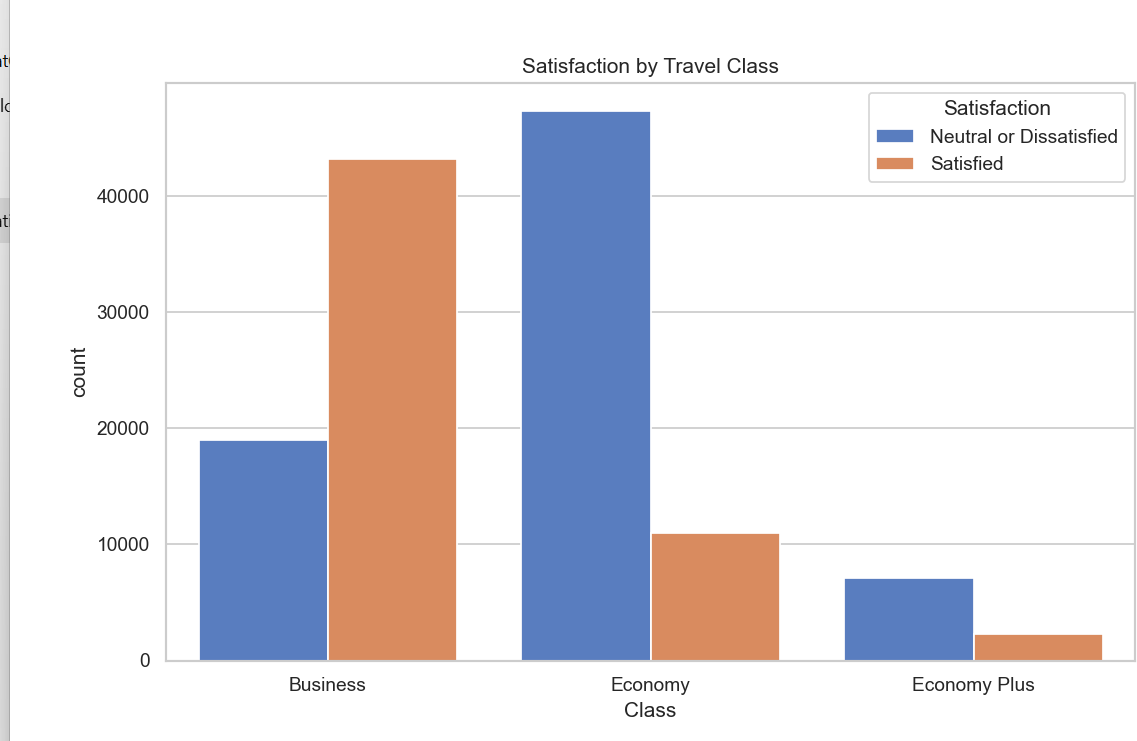 Satisfaction by Travel Class
Satisfaction
Neutral or Dissatisfied
Satisfied
40000
30000
20000
10000
0
count
Business
Economy
Economy Plus
Class